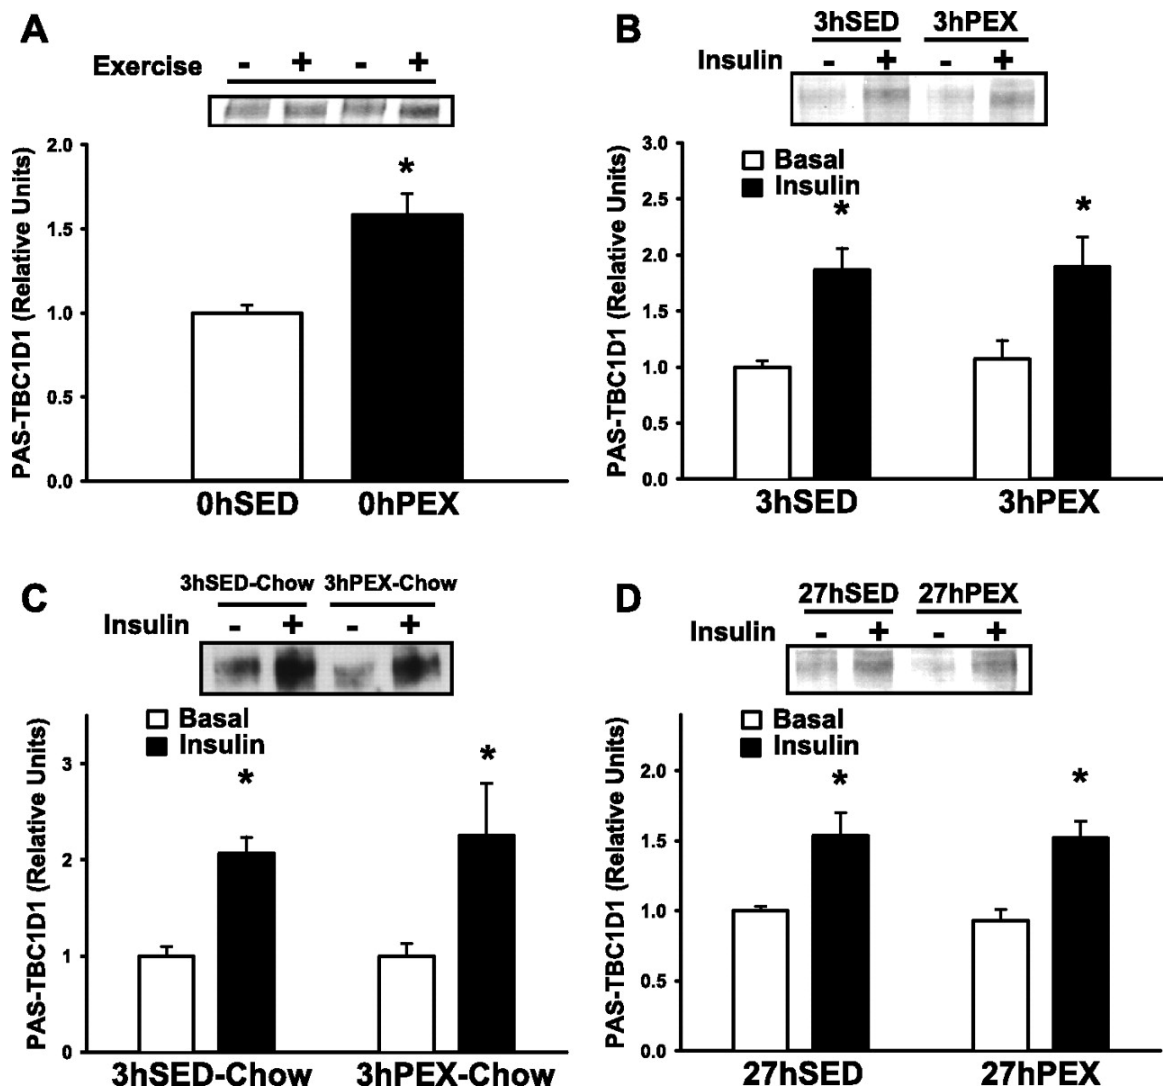 A
Exercise - + - +
PAS-TBC1D1 (Relative Units)
2.0
1.5
1.0
0.5
0.0
*
0hSED 0hPEX
B
3hSED 3hPEX
Insulin - + - +
PAS-TBC1D1 (Relative Units)
3.0
2.5
2.0
1.5
1.0
0.5
0.0
Basal
Insulin
* *
3hSED 3hPEX
C
3hSED-Chow 3hPEX-Chow
Insulin - + - +
PAS-TBC1D1 (Relative Units)
3
2
1
0
Basal
Insulin
* *
3hSED-Chow 3hPEX-Chow
D
27hSED 27hPEX
Insulin - + - +
PAS-TBC1D1 (Relative Units)
2.0
1.5
1.0
0.5
0.0
Basal
Insulin
* *
27hSED 27hPEX